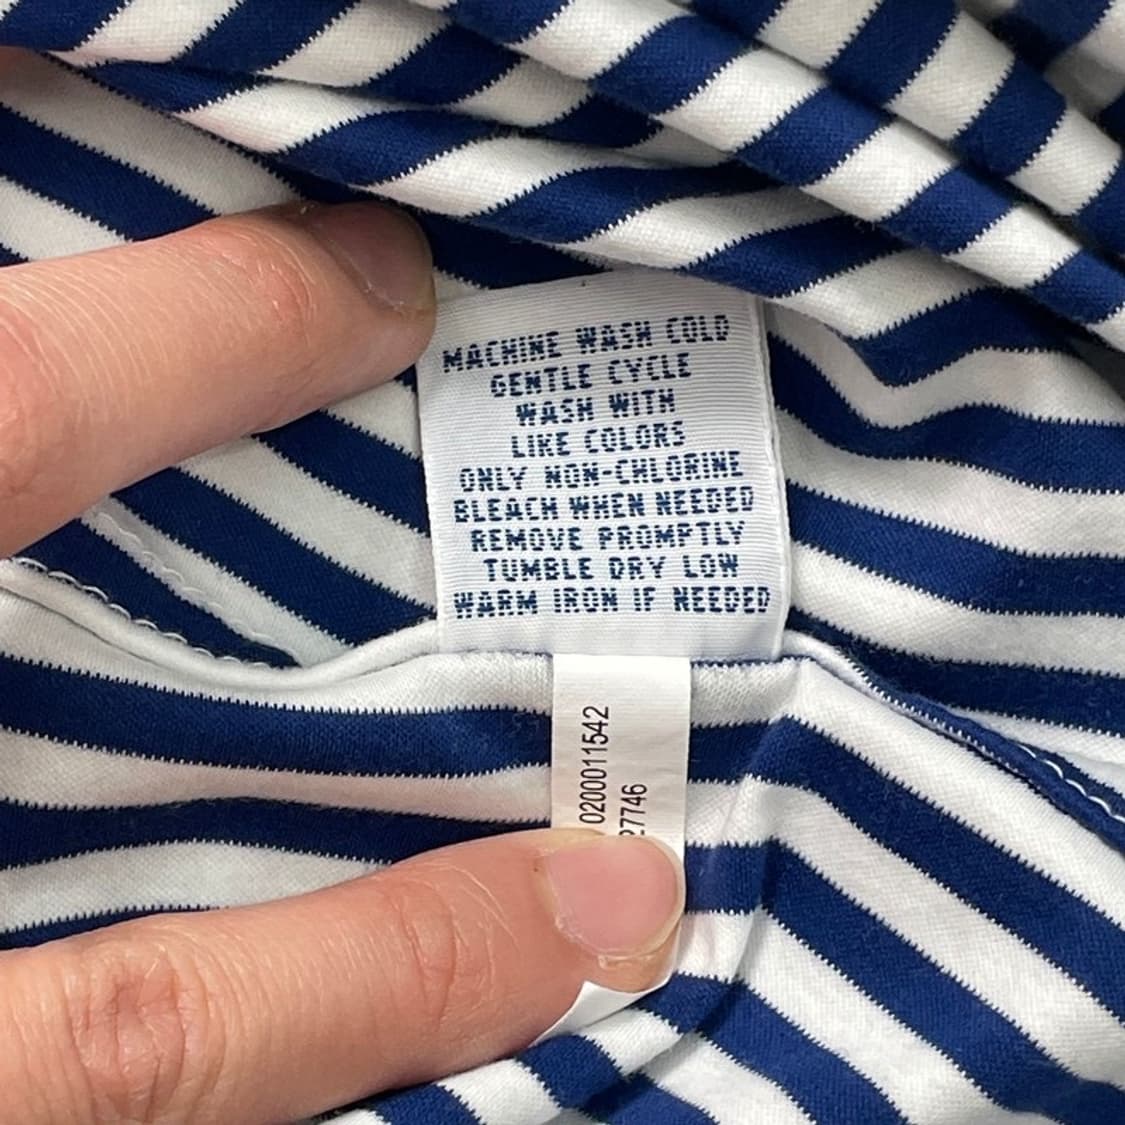 MACHINE WASH COLD
GENTLE CYCLE
WASH WITH
LIKE COLORS
ONLY NON-CHLORINE
BLEACH WHEN NEEDED
REMOVE PROMPTLY
TUMBLE DRY LOW
WARM IRON IF NEEDED
0200011542
27746